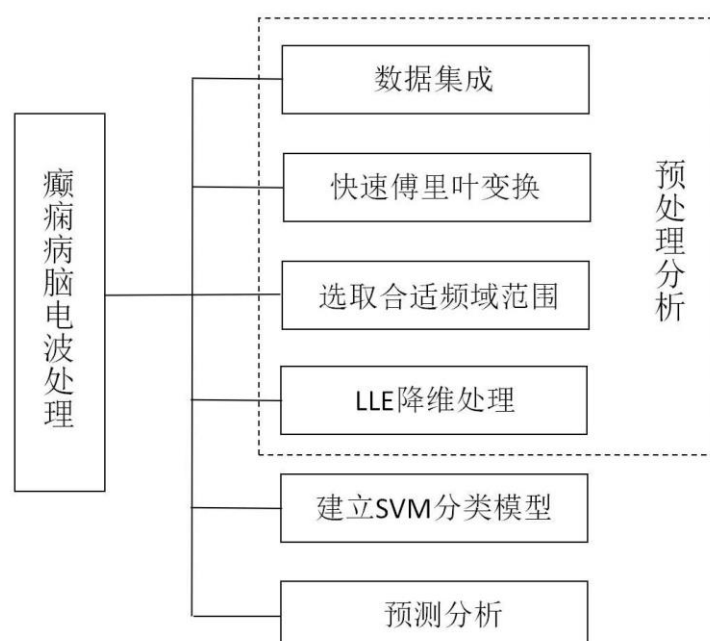 癫痫病脑电波处理
数据集成
快速傅里叶变换
选取合适频域范围
LLE降维处理
预处理分析
建立SVM分类模型
预测分析